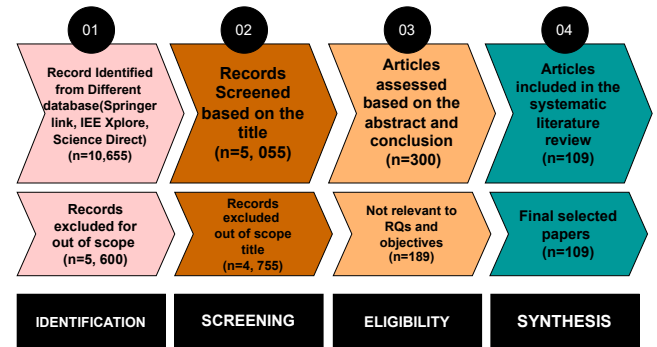 01
Record Identified
from Different
database(Springer
link, IEE Xplore,
Science Direct)
(n=10,655)
02
Records
Screened
based on the
title
(n=5, 055)
03
Articles
assessed
based on the
abstract and
conclusion
(n=300)
04
Articles
included in the
systematic
literature
review
(n=109)
Records
excluded for
out of scope
(n=5, 600)
Records
excluded
out of scope
title
(n=4, 755)
Not relevant to
RQs and
objectives
(n=189)
Final selected
papers
(n=109)
IDENTIFICATION
SCREENING
ELIGIBILITY
SYNTHESIS